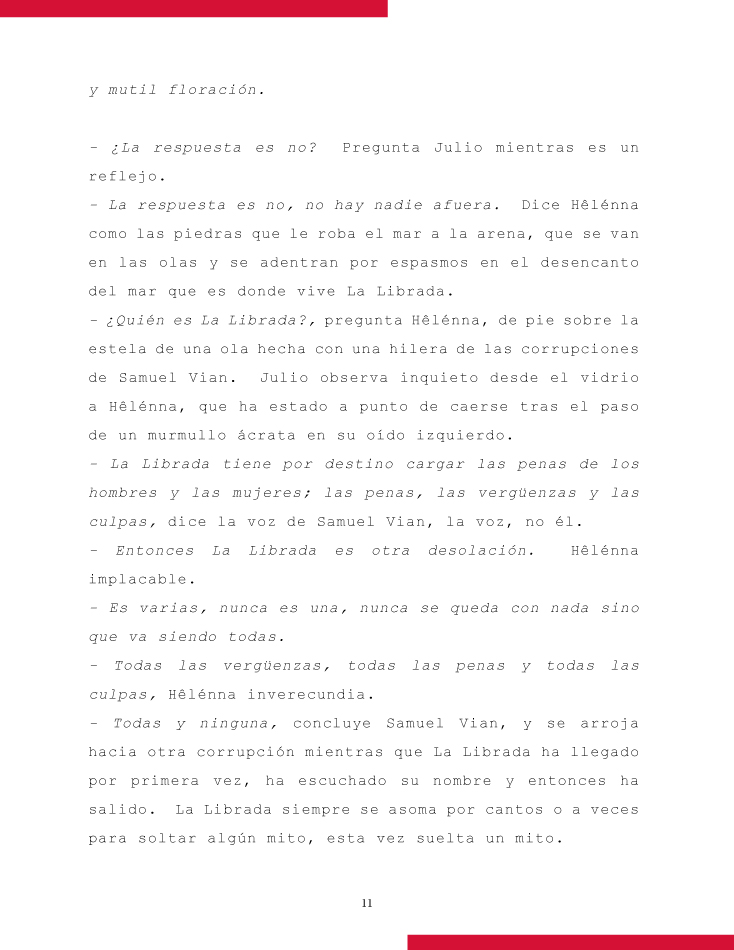 y mutil floración.
- ¿La respuesta es no? Pregunta Julio mientras es un
reflejo.
- La respuesta es no, no hay nadie afuera. Dice Hêlénna
como las piedras que le roba el mar a la arena, que se van
en las olas y se adentran por espasmos en el desencanto
del mar que es donde vive La Librada.
- ¿Quién es La Librada?, pregunta Hêlénna, de pie sobre la
estela de una ola hecha con una hilera de las corrupciones
de Samuel Vian. Julio observa inquieto desde el vidrio
a Hêlénna, que ha estado a punto de caerse tras el paso
de un murmullo ácrata en su oído izquierdo.
- La Librada tiene por destino cargar las penas de los
hombres y las mujeres; las penas, las vergüenzas y las
culpas, dice la voz de Samuel Vian, la voz, no él.
- Entonces La Librada es otra desolación. Hêlénna
implacable.
- Es varias, nunca es una, nunca se queda con nada sino
que va siendo todas.
- Todas las vergüenzas, todas las penas y todas las
culpas, Hêlénna inverecundia.
- Todas y ninguna, concluye Samuel Vian, y se arroja
hacia otra corrupción mientras que La Librada ha llegado
por primera vez, ha escuchado su nombre y entonces ha
salido. La Librada siempre se asoma por cantos o a veces
para soltar algún mito, esta vez suelta un mito.
11